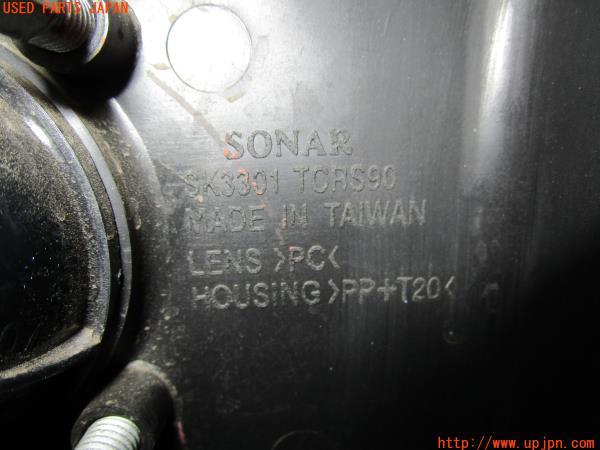 USED PARTS JAPAN
SONAR
SK3301 TCRS90
MADE IN TAIWAN
LENS >PC<
HOUSING >PP+T20<
http://www.upjpn.com/